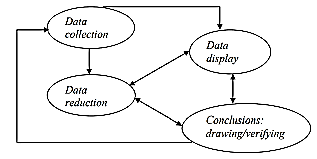 Data
collection
Data
display
Data
reduction
Conclusions:
drawing/verifying